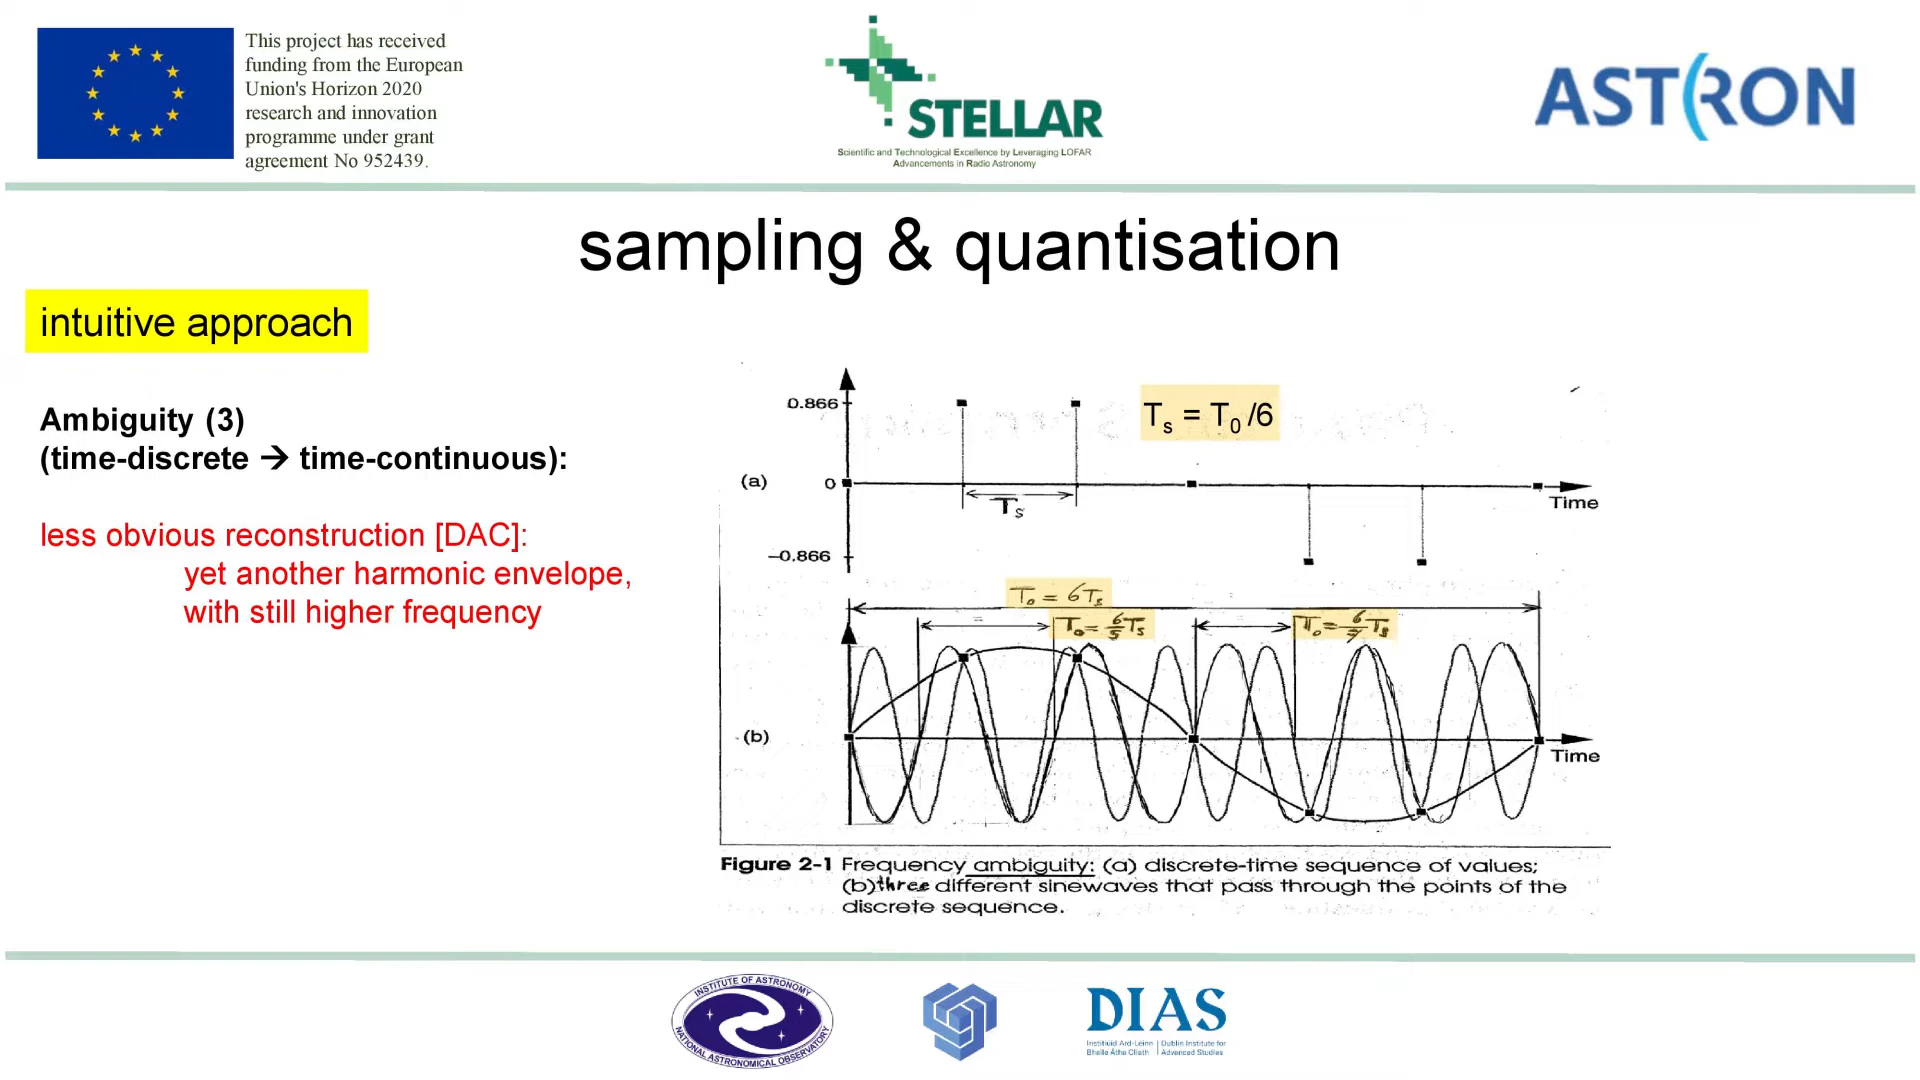 This project has received
funding from the European
Union's Horizon 2020
research and innovation
programme under grant
agreement No 952439.
STELLAR
Scientific and Technological Excellence by Leveraging LOFAR
Advancements in Radio Astronomy
ASTRON
sampling & quantisation
intuitive approach
Ambiguity (3)
(time-discrete → time-continuous):
less obvious reconstruction [DAC]:
yet another harmonic envelope,
with still higher frequency
0.866
Ts = T0 /6
(a)
0
Ts
Time
−0.866
To = 6Ts
To = 6/5 Ts
To = 6/7 Ts
(b)
Time
Figure 2-1 Frequency ambiguity: (a) discrete-time sequence of values;
(b) three different sinewaves that pass through the points of the
discrete sequence.
INSTITUTE OF ASTRONOMY
NATIONAL ASTRONOMICAL OBSERVATORY
DIAS
Institiúid Ard-Léinn | Dublin Institute for
Bhaile Átha Cliath | Advanced Studies